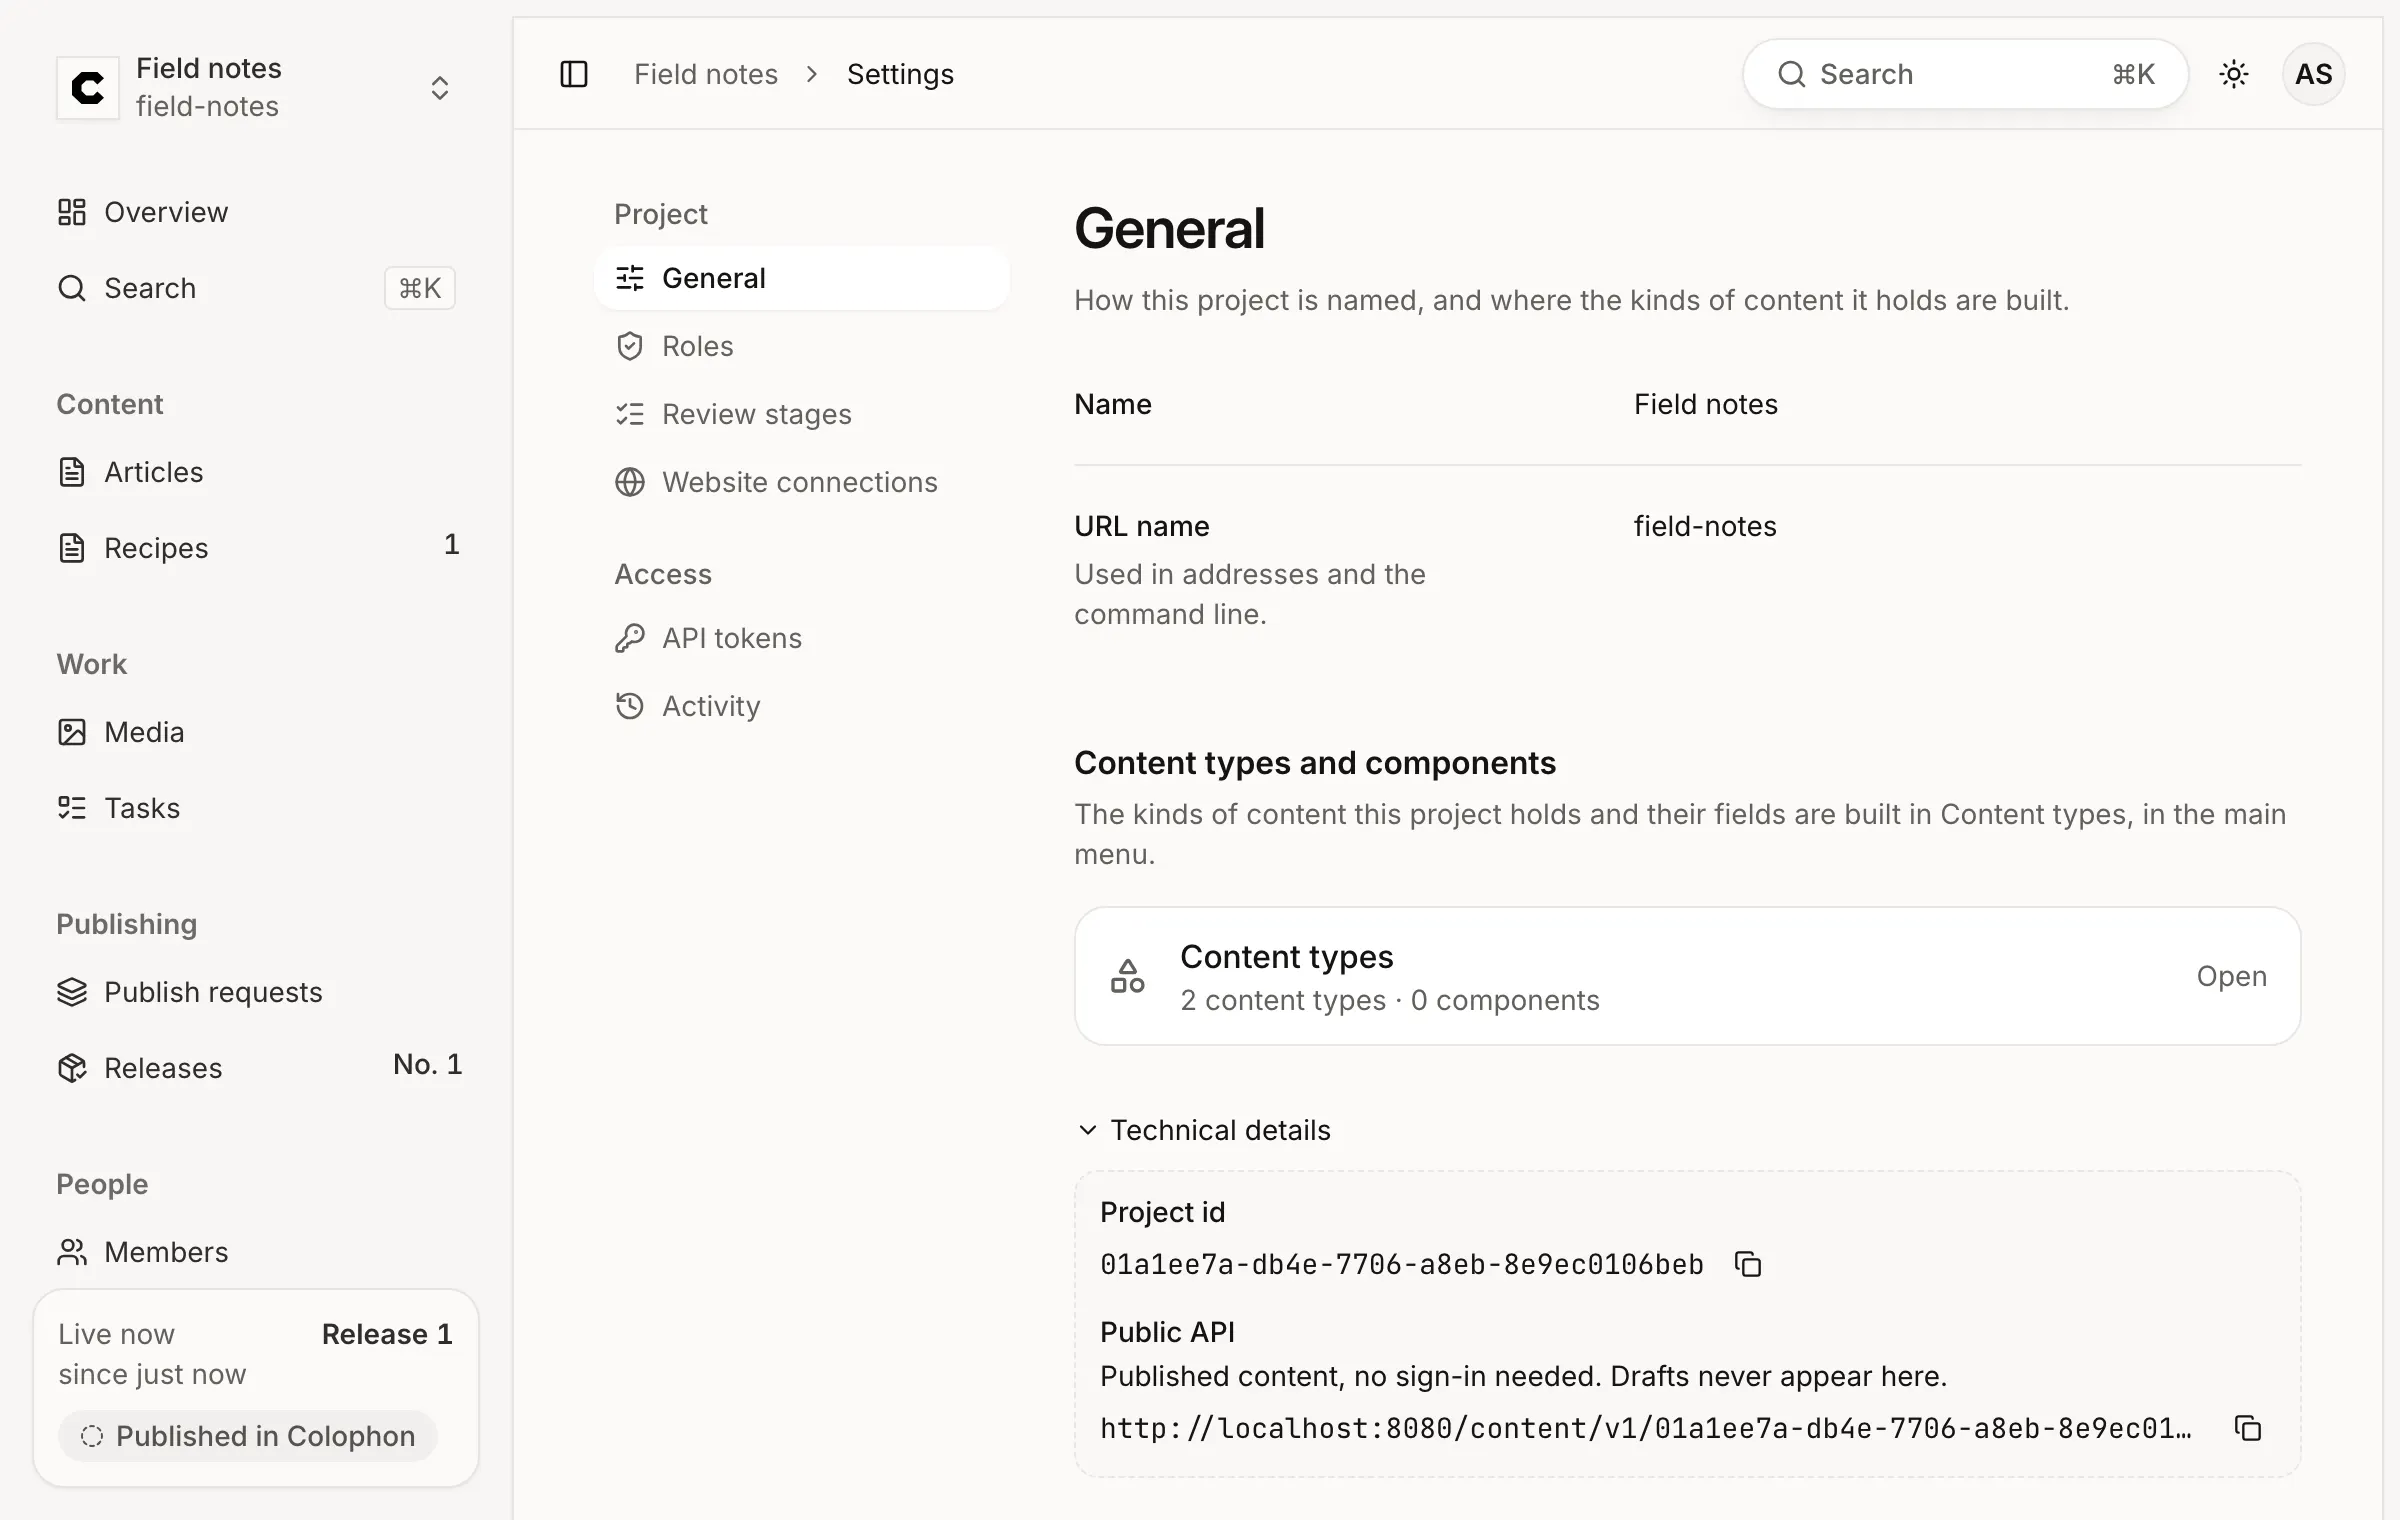 Field notes
field-notes
Overview
Search ⌘K
Content
Articles
Recipes 1
Work
Media
Tasks
Publishing
Publish requests
Releases No. 1
People
Members
Live now Release 1
since just now
Published in Colophon
Field notes > Settings
Search ⌘K
AS
Project
General
Roles
Review stages
Website connections
Access
API tokens
Activity
General
How this project is named, and where the kinds of content it holds are built.
Name Field notes
URL name field-notes
Used in addresses and the
command line.
Content types and components
The kinds of content this project holds and their fields are built in Content types, in the main
menu.
Content types
2 content types · 0 components
Open
Technical details
Project id
01a1ee7a-db4e-7706-a8eb-8e9ec0106beb
Public API
Published content, no sign-in needed. Drafts never appear here.
http://localhost:8080/content/v1/01a1ee7a-db4e-7706-a8eb-8e9ec01…